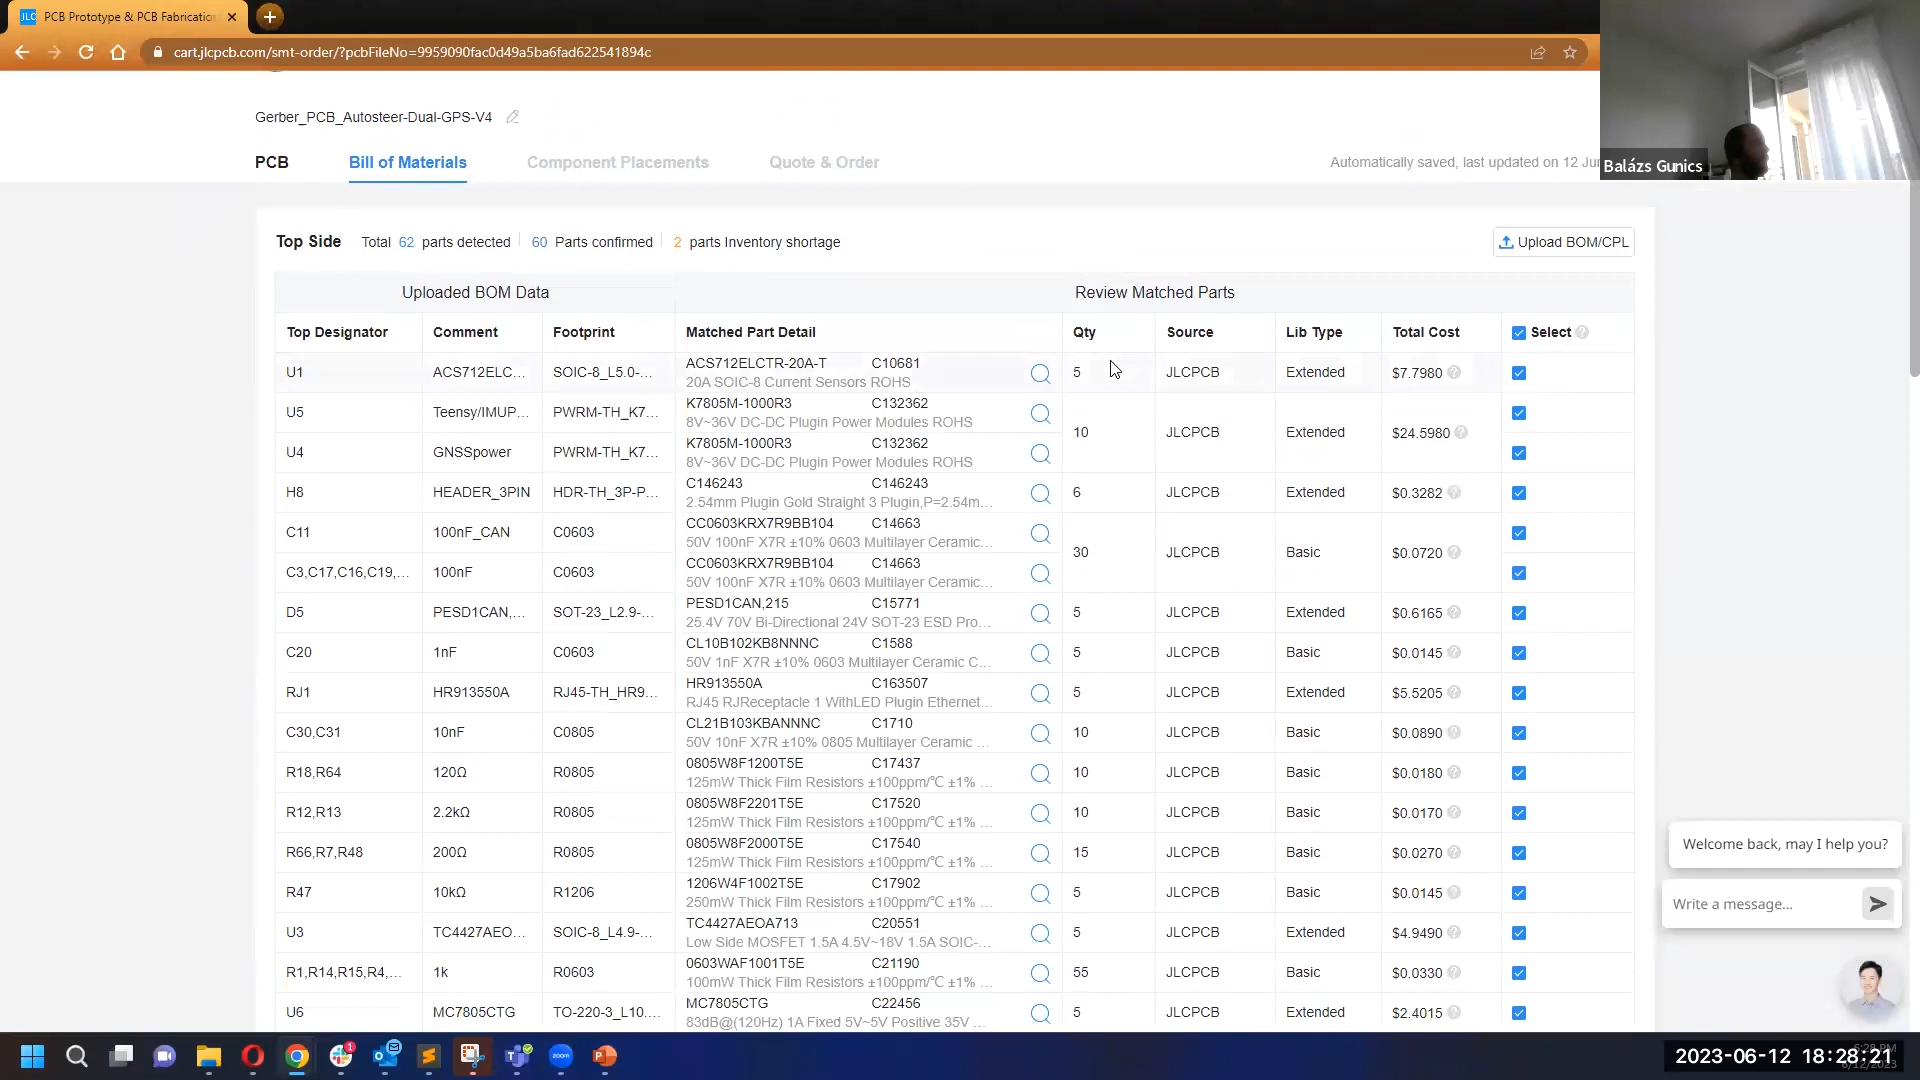 PCB Prototype & PCB Fabricatio
cart.jlcpcb.com/smt-order/?pcbFileNo=9959090fac0d49a5ba6fad622541894c
Gerber_PCB_Autosteer-Dual-GPS-V4
PCB Bill of Materials Component Placements Quote & Order Automatically saved, last updated on 12 Ju
Balázs Gunics
Top Side Total 62 parts detected 60 Parts confirmed 2 parts Inventory shortage Upload BOM/CPL
Uploaded BOM Data Review Matched Parts
Top Designator Comment Footprint Matched Part Detail Qty Source Lib Type Total Cost Select
U1 ACS712ELC... SOIC-8_L5.0-... ACS712ELCTR-20A-T C10681 5 JLCPCB Extended $7.7980
20A SOIC-8 Current Sensors ROHS
U5 Teensy/IMUP... PWRM-TH_K7... K7805M-1000R3 C132362 10 JLCPCB Extended $24.5980
8V~36V DC-DC Plugin Power Modules ROHS
U4 GNSSpower PWRM-TH_K7... K7805M-1000R3 C132362
8V~36V DC-DC Plugin Power Modules ROHS
H8 HEADER_3PIN HDR-TH_3P-P... C146243 C146243 6 JLCPCB Extended $0.3282
2.54mm Plugin Gold Straight 3 Plugin,P=2.54m...
C11 100nF_CAN C0603 CC0603KRX7R9BB104 C14663 30 JLCPCB Basic $0.0720
50V 100nF X7R ±10% 0603 Multilayer Ceramic...
C3,C17,C16,C19,... 100nF C0603 CC0603KRX7R9BB104 C14663
50V 100nF X7R ±10% 0603 Multilayer Ceramic...
D5 PESD1CAN,... SOT-23_L2.9-... PESD1CAN,215 C15771 5 JLCPCB Extended $0.6165
25.4V 70V Bi-Directional 24V SOT-23 ESD Pro...
C20 1nF C0603 CL10B102KB8NNNC C1588 5 JLCPCB Basic $0.0145
50V 1nF X7R ±10% 0603 Multilayer Ceramic C...
RJ1 HR913550A RJ45-TH_HR9... HR913550A C163507 5 JLCPCB Extended $5.5205
RJ45 RJReceptacle 1 WithLED Plugin Ethernet...
C30,C31 10nF C0805 CL21B103KBANNNC C1710 10 JLCPCB Basic $0.0890
50V 10nF X7R ±10% 0805 Multilayer Ceramic ...
R18,R64 120Ω R0805 0805W8F1200T5E C17437 10 JLCPCB Basic $0.0180
125mW Thick Film Resistors ±100ppm/℃ ±1% ...
R12,R13 2.2kΩ R0805 0805W8F2201T5E C17520 10 JLCPCB Basic $0.0170
125mW Thick Film Resistors ±100ppm/℃ ±1% ...
R66,R7,R48 200Ω R0805 0805W8F2000T5E C17540 15 JLCPCB Basic $0.0270
125mW Thick Film Resistors ±100ppm/℃ ±1% ...
R47 10kΩ R1206 1206W4F1002T5E C17902 5 JLCPCB Basic $0.0145
250mW Thick Film Resistors ±100ppm/℃ ±1% ...
U3 TC4427AEO... SOIC-8_L4.9-... TC4427AEOA713 C20551 5 JLCPCB Extended $4.9490
Low Side MOSFET 1.5A 4.5V~18V 1.5A SOIC-...
R1,R14,R15,R4,... 1k R0603 0603WAF1001T5E C21190 55 JLCPCB Basic $0.0330
100mW Thick Film Resistors ±100ppm/℃ ±1% ...
U6 MC7805CTG TO-220-3_L10.... MC7805CTG C22456 5 JLCPCB Extended $2.4015
83dB@(120Hz) 1A Fixed 5V~5V Positive 35V ...
Welcome back, may I help you?
Write a message...
2023-06-12 18:28:21